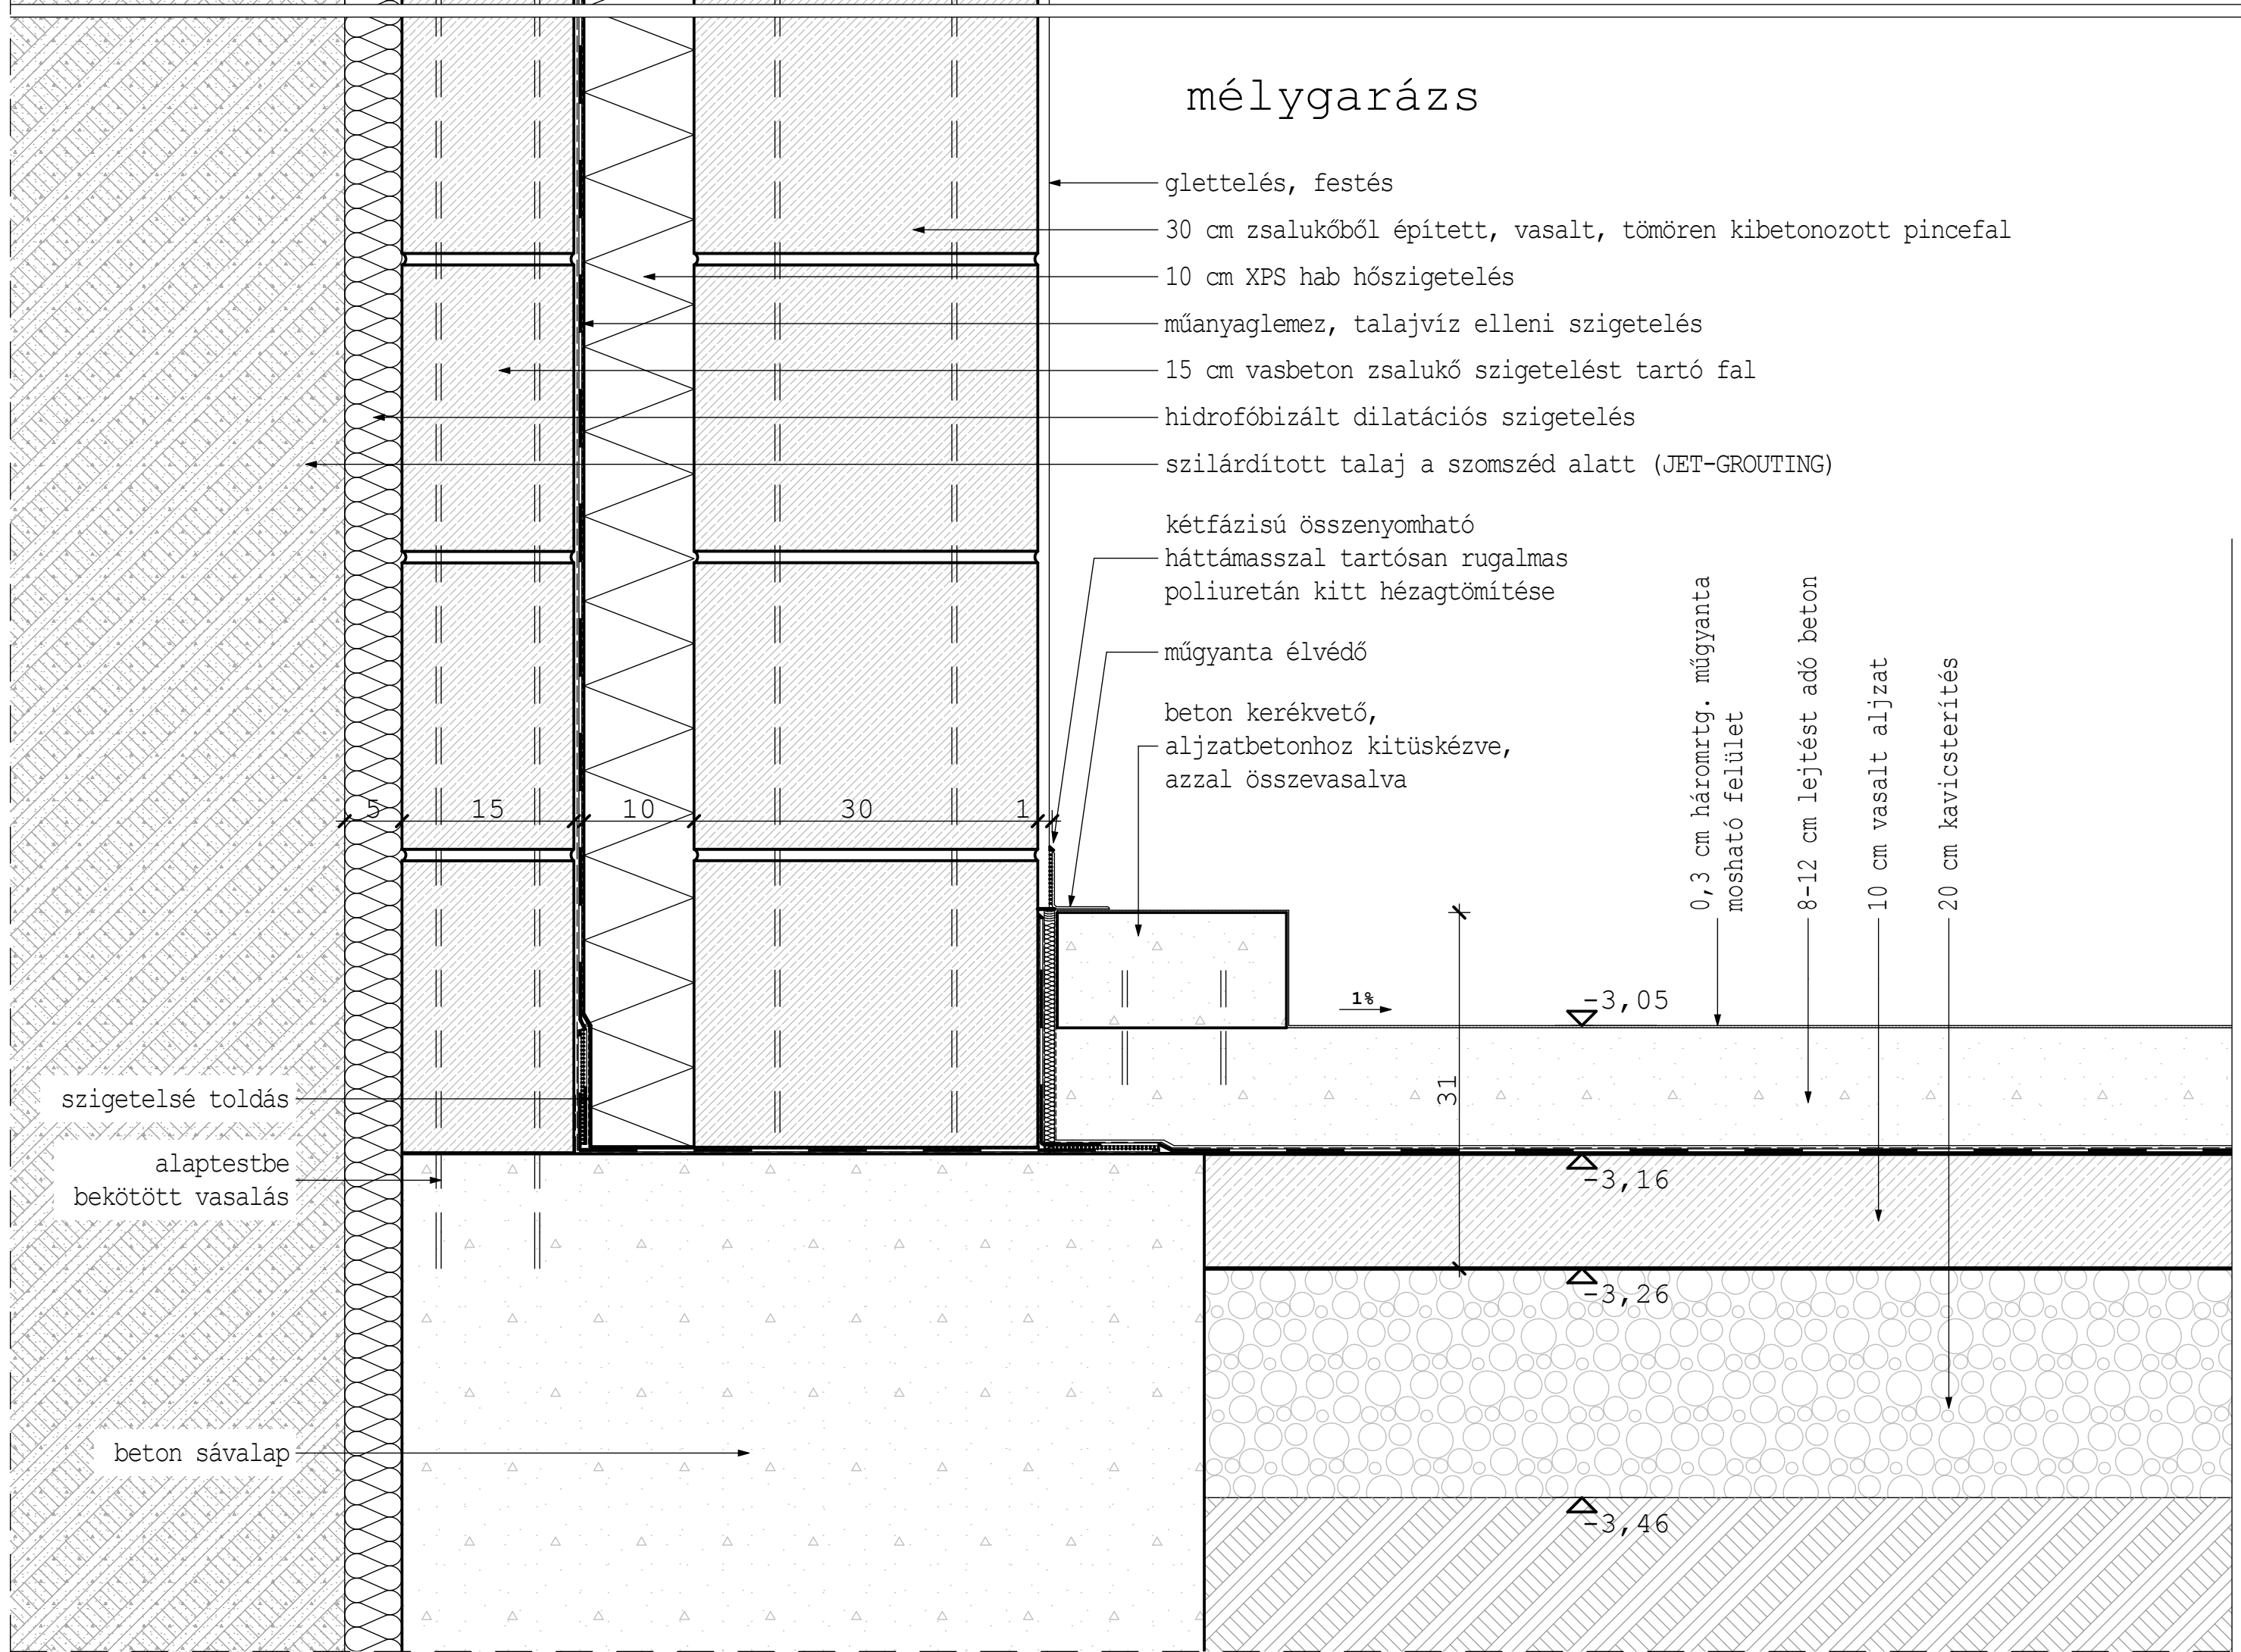 mélygarázs
glettelés, festés
30 cm zsalukőből épített, vasalt, tömören kibetonozott pincefal
10 cm XPS hab hőszigetelés
műanyaglemez, talajvíz elleni szigetelés
15 cm vasbeton zsalukő szigetelést tartó fal
hidrofóbizált dilatációs szigetelés
szilárdított talaj a szomszéd alatt (JET-GROUTING)
kétfázisú összenyomható
háttámasszal tartósan rugalmas
poliuretán kitt hézagtömítése
műgyanta élvédő
beton kerékvető,
aljzatbetonhoz kitüskézve,
azzal összevasalva
0,3 cm háromrtg. műgyanta
mosható felület
8-12 cm lejtést adó beton
10 cm vasalt aljzat
20 cm kavicsterítés
5
15
10
30
1
1%
31
-3,05
-3,16
-3,26
-3,46
szigetelsé toldás
alaptestbe
bekötött vasalás
beton sávalap